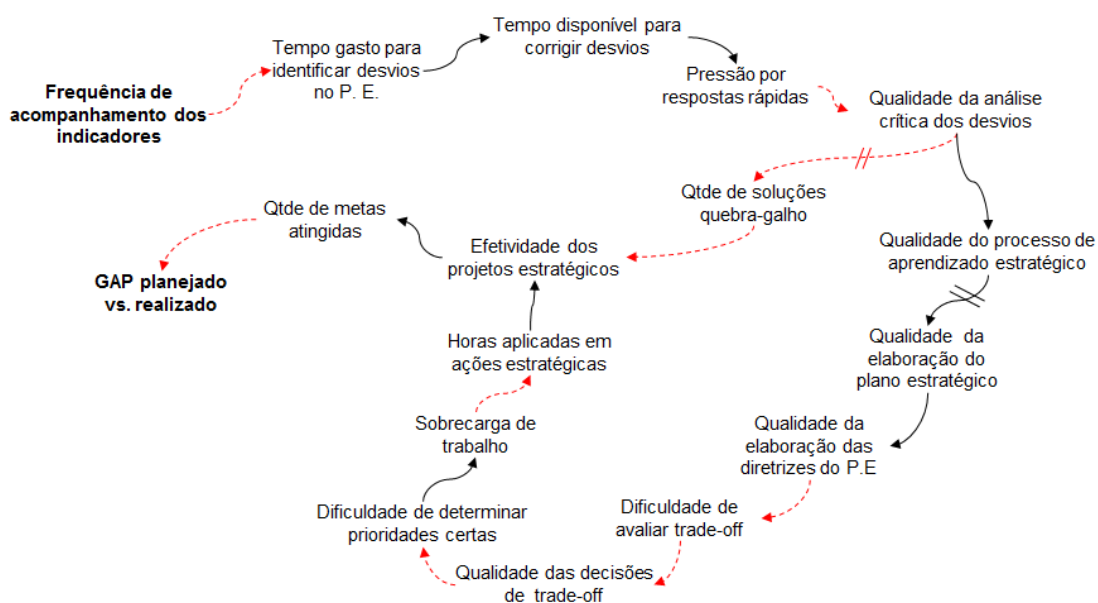 Frequência de
acompanhamento dos
indicadores
Tempo gasto para
identificar desvios
no P. E.
Tempo disponível para
corrigir desvios
Pressão por
respostas rápidas
Qualidade da análise
crítica dos desvios
Qtde de soluções
quebra-galho
Qualidade do processo de
aprendizado estratégico
Qualidade da
elaboração do
plano estratégico
Qualidade da
elaboração das
diretrizes do P.E
Dificuldade de
avaliar trade-off
Qualidade das decisões
de trade-off
Dificuldade de determinar
prioridades certas
Sobrecarga de
trabalho
Horas aplicadas em
ações estratégicas
Efetividade dos
projetos estratégicos
Qtde de metas
atingidas
GAP planejado
vs. realizado